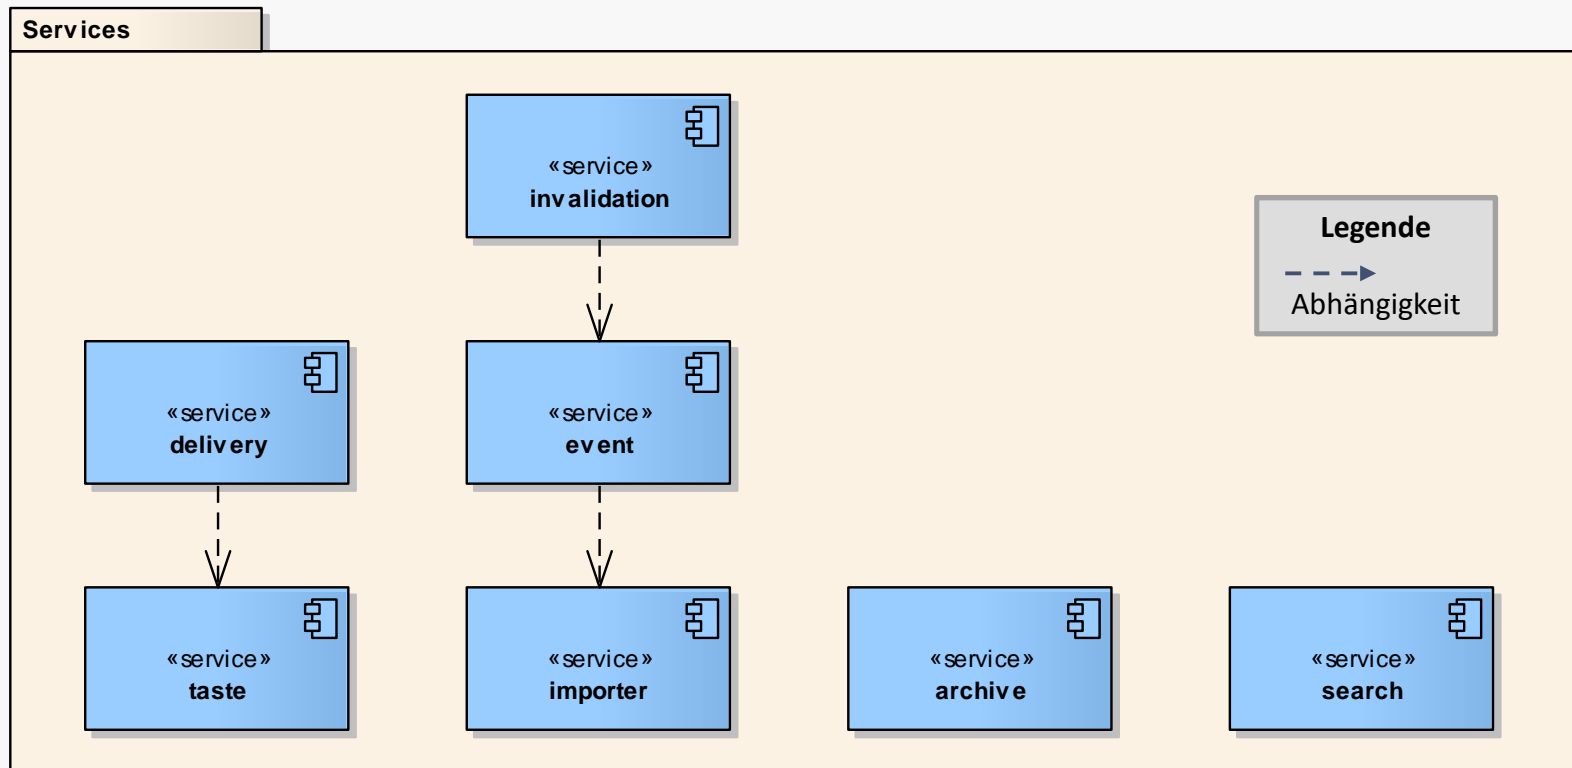 Services
«service»
invalidation
Legende
Abhängigkeit
«service»
delivery
«service»
event
«service»
taste
«service»
importer
«service»
archive
«service»
search